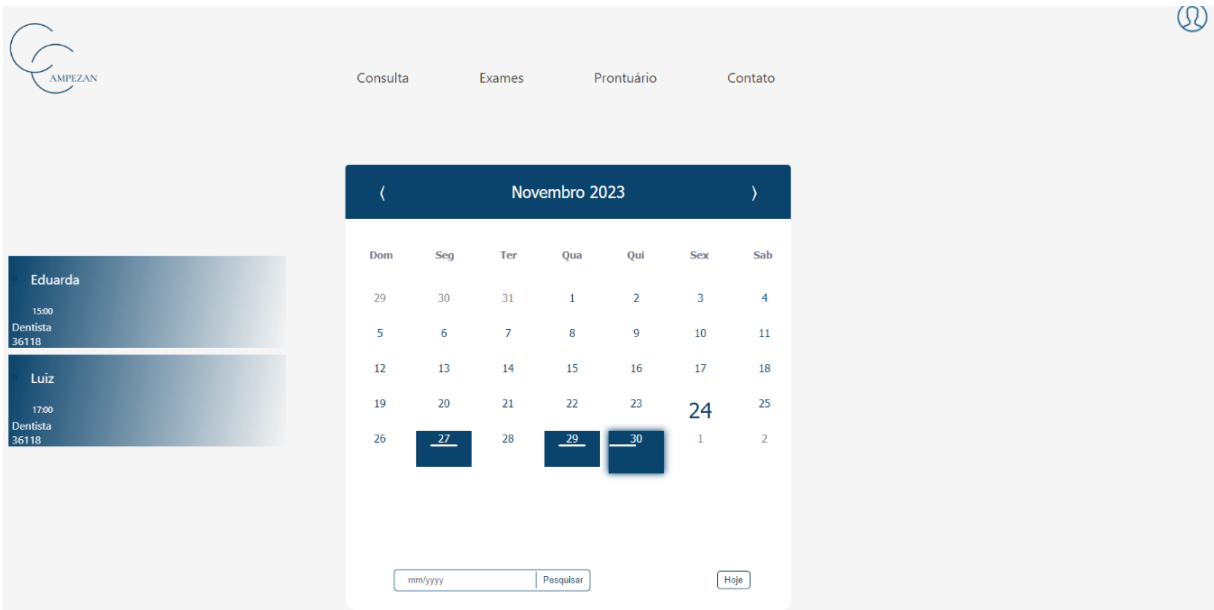 AMPEZAN
Consulta Exames Prontuário Contato
Eduarda
15:00
Dentista
36118
Luiz
17:00
Dentista
36118
⟨ Novembro 2023 ⟩
Dom Seg Ter Qua Qui Sex Sab
29 30 31 1 2 3 4
5 6 7 8 9 10 11
12 13 14 15 16 17 18
19 20 21 22 23 24 25
26 27 28 29 30 1 2
mm/yyyy Pesquisar Hoje